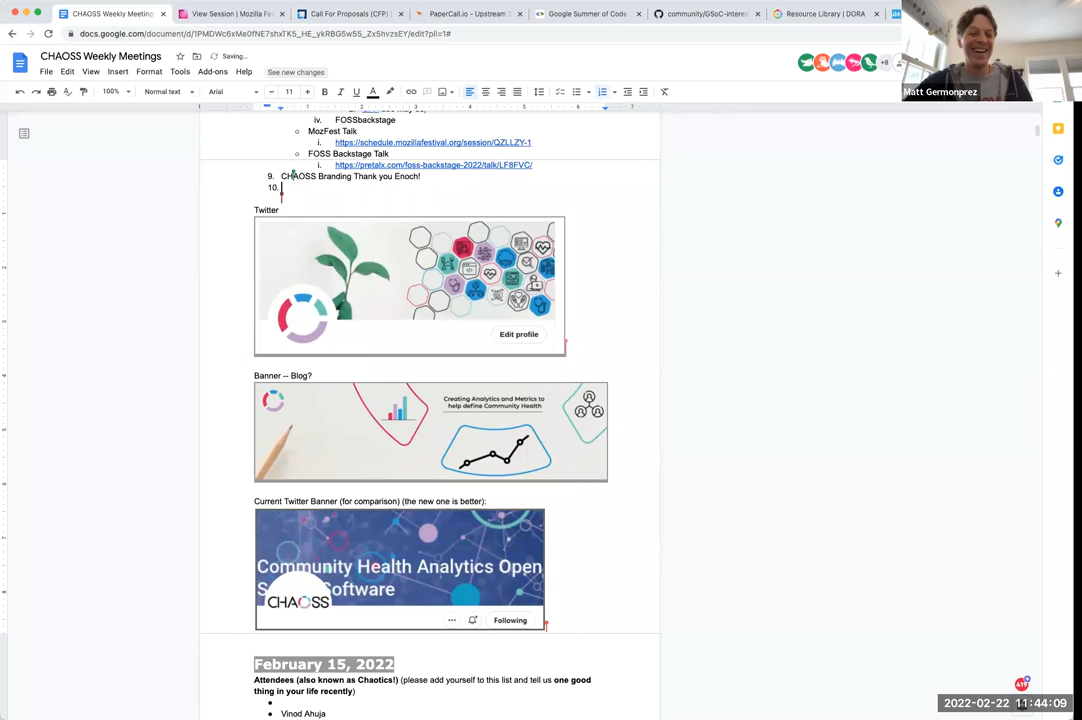 CHAOSS Weekly Meetings
View Session | Mozilla Fe
Call For Proposals (CFP)
PaperCall.io - Upstream 2
Google Summer of Code
community/GSoC-interes
Resource Library | DORA
docs.google.com/document/d/1PMDWc6xMe0fNE7shxTK5_HE_ykRBG5w55_Zx5hvzsEY/edit?pli=1#
CHAOSS Weekly Meetings
Saving...
File Edit View Insert Format Tools Add-ons Help See new changes
+8
100% Normal text Arial 11
Matt Germonprez
iv. FOSSbackstage
MozFest Talk
i. https://schedule.mozillafestival.org/session/QZLLZY-1
FOSS Backstage Talk
i. https://pretalx.com/foss-backstage-2022/talk/LF8FVC/
9. CHAOSS Branding Thank you Enoch!
10.
Twitter
Edit profile
Banner -- Blog?
Creating Analytics and Metrics to
help define Community Health
Current Twitter Banner (for comparison) (the new one is better):
Community Health Analytics Open
Software
CHAOSS
Following
February 15, 2022
Attendees (also known as Chaotics!) (please add yourself to this list and tell us one good
thing in your life recently)
Vinod Ahuja
419
2022-02-22 11:44:09